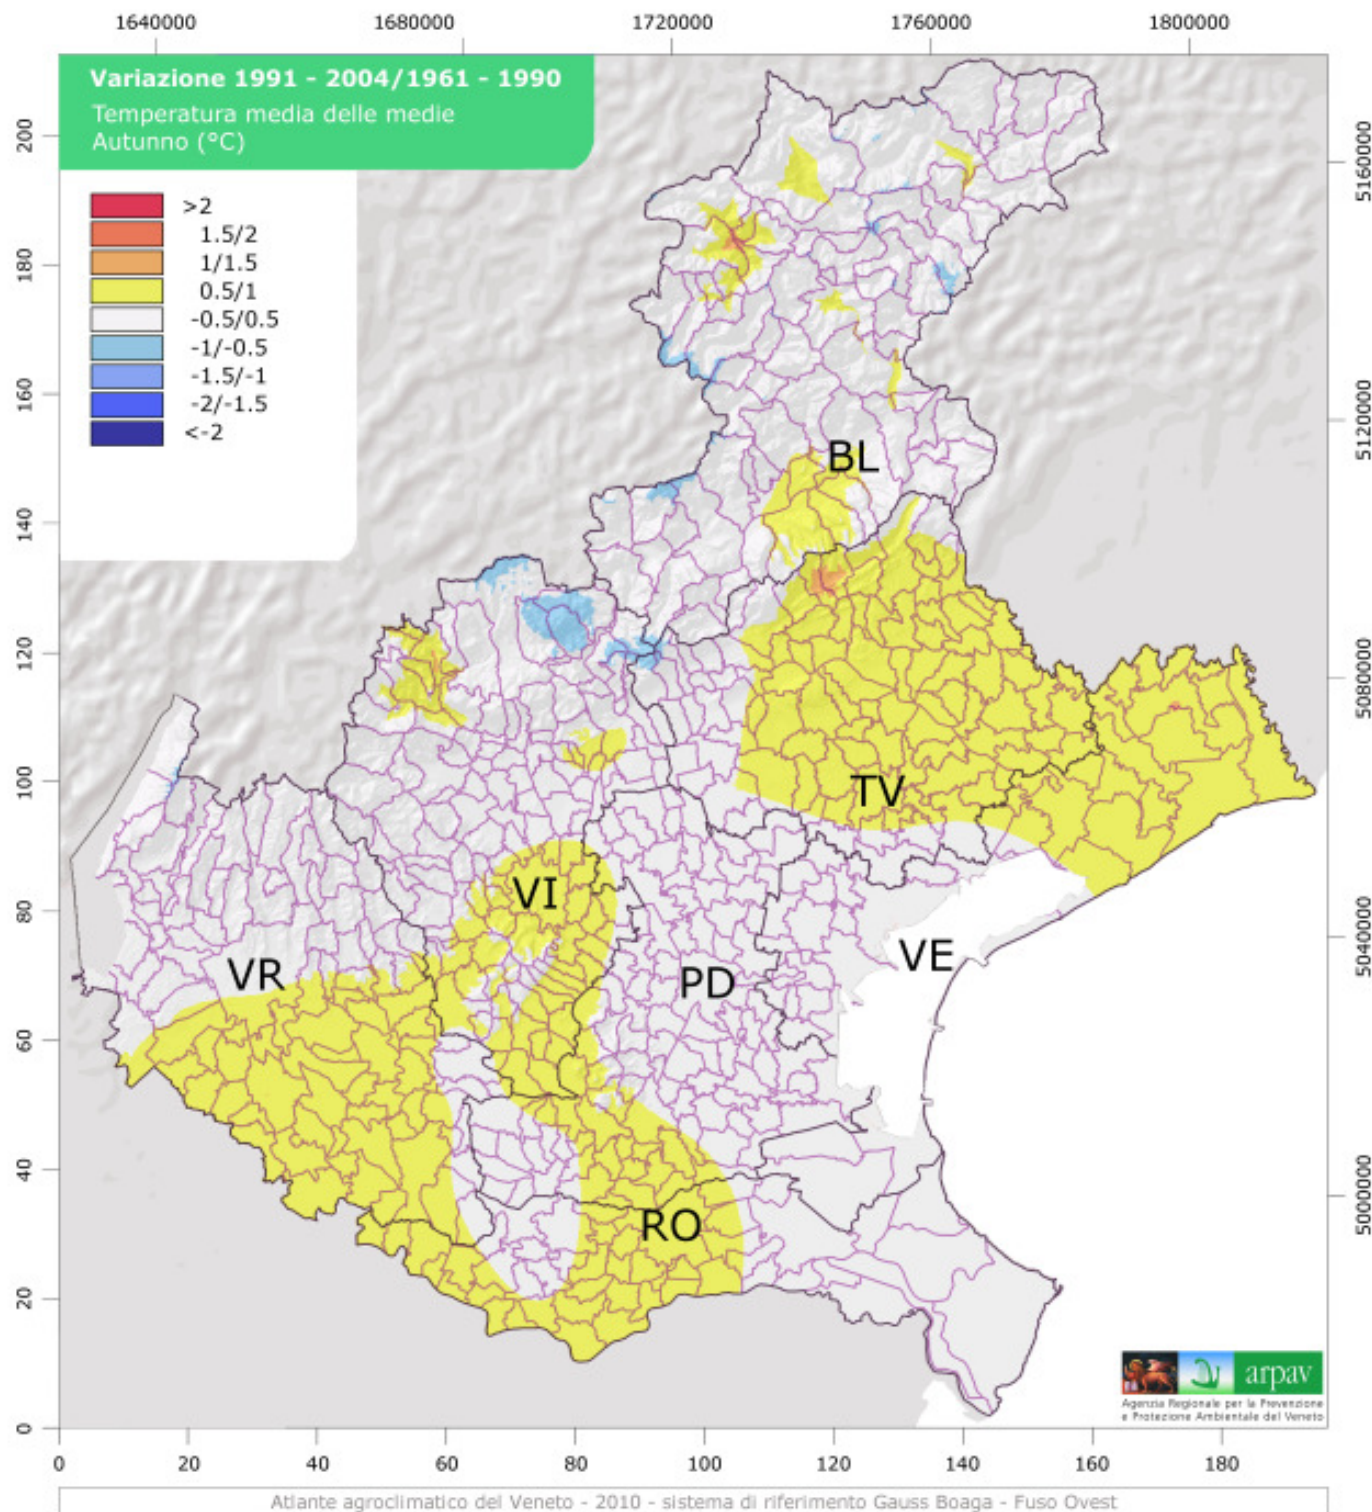 1640000 1680000 1720000 1760000 1800000
Variazione 1991 - 2004/1961 - 1990
Temperatura media delle medie
Autunno (°C)
>2
1.5/2
1/1.5
0.5/1
-0.5/0.5
-1/-0.5
-1.5/-1
-2/-1.5
<-2
200
180
160
140
120
100
80
60
40
20
0
5160000
5120000
5080000
5040000
5000000
BL
TV
VI
VR
PD
VE
RO
arpav
Agenzia Regionale per la Prevenzione
e Protezione Ambientale del Veneto
0 20 40 60 80 100 120 140 160 180
Atlante agroclimatico del Veneto - 2010 - sistema di riferimento Gauss Boaga - Fuso Ovest